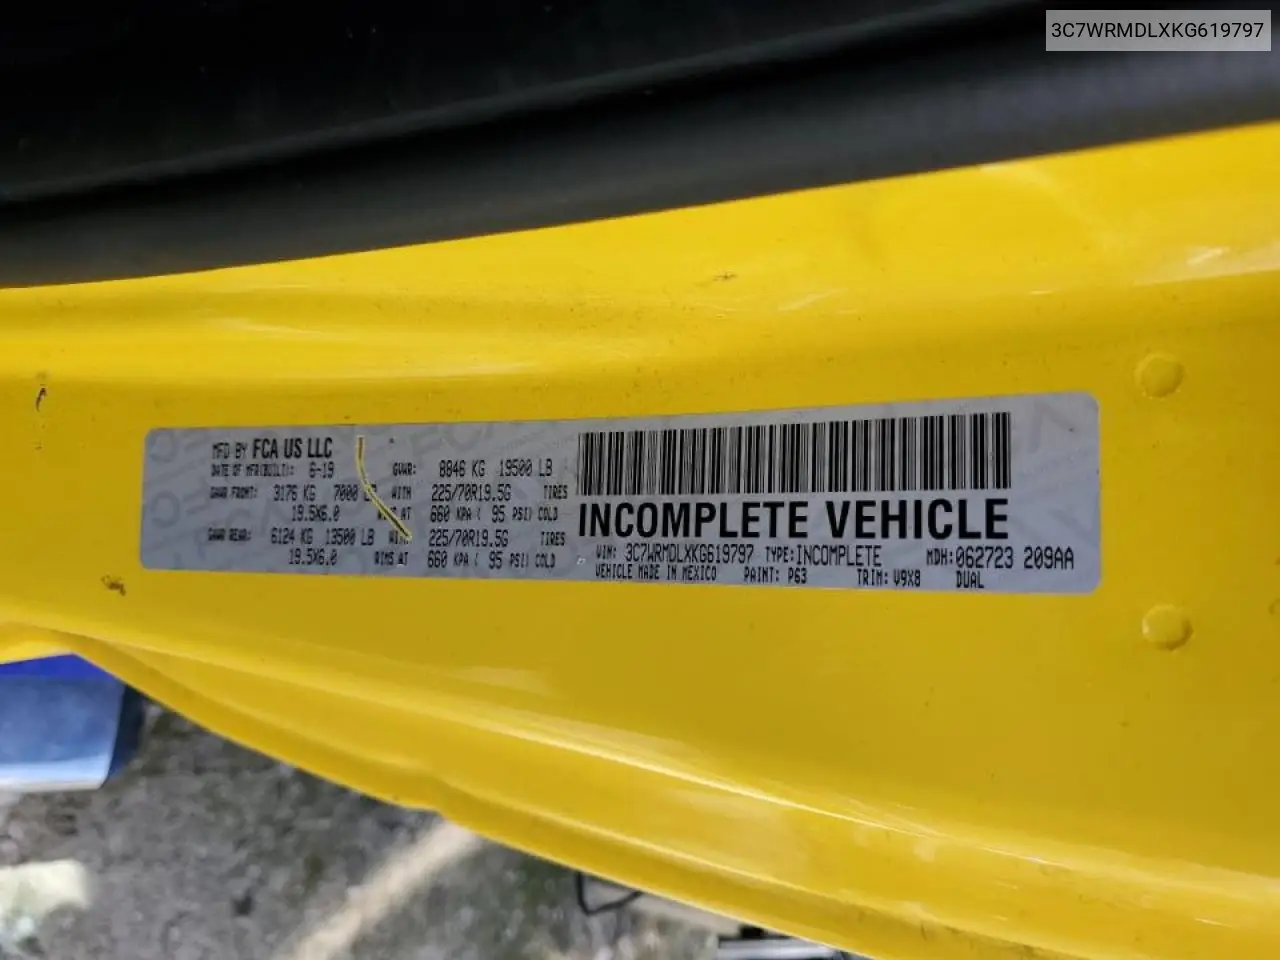 3C7WRMDLXKG619797
MFD BY FCA US LLC
DATE OF MFR(BUILT): 6-19 GVWR: 8846 KG 19500 LB
GAWR FRONT: 3176 KG 7000 WITH 225/70R19.5G TIRES
19.5X6.0 AT 660 KPA ( 95 PSI) COLD
GAWR REAR: 6124 KG 13500 LB 225/70R19.5G TIRES
19.5X6.0 RIMS AT 660 KPA ( 95 PSI) COLD
INCOMPLETE VEHICLE
VIN: 3C7WRMDLXKG619797 TYPE:INCOMPLETE MDH:062723 209AA
VEHICLE MADE IN MEXICO PAINT: P63 TRIM: V9X8 DUAL